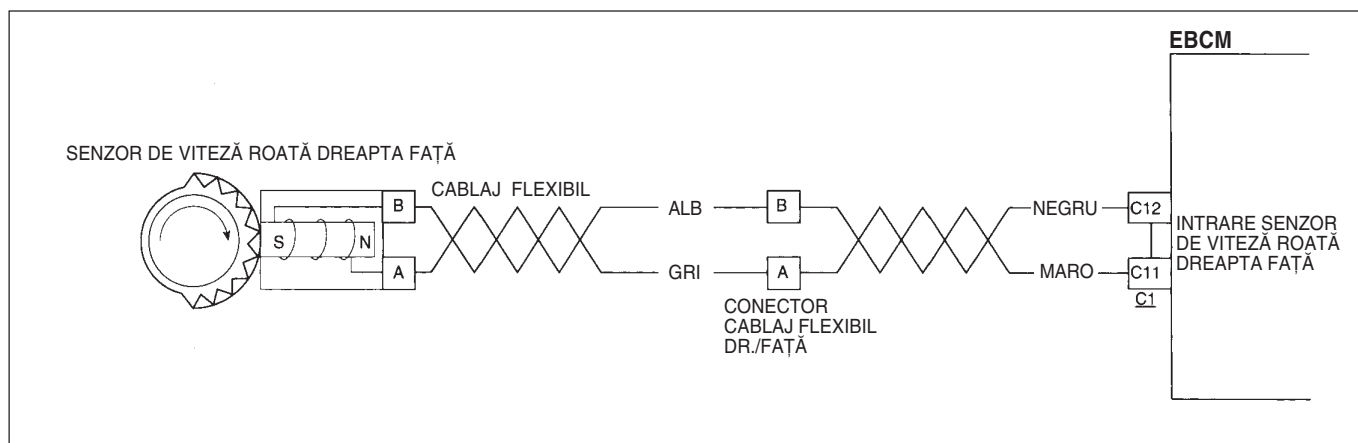 EBCM
SENZOR DE VITEZĂ ROATĂ DREAPTA FAȚĂ
CABLAJ FLEXIBIL
S
N
B
A
ALB
GRI
B
A
CONECTOR
CABLAJ FLEXIBIL
DR./FAȚĂ
NEGRU
MARO
C12
C11
C1
INTRARE SENZOR
DE VITEZĂ ROATĂ
DREAPTA FAȚĂ